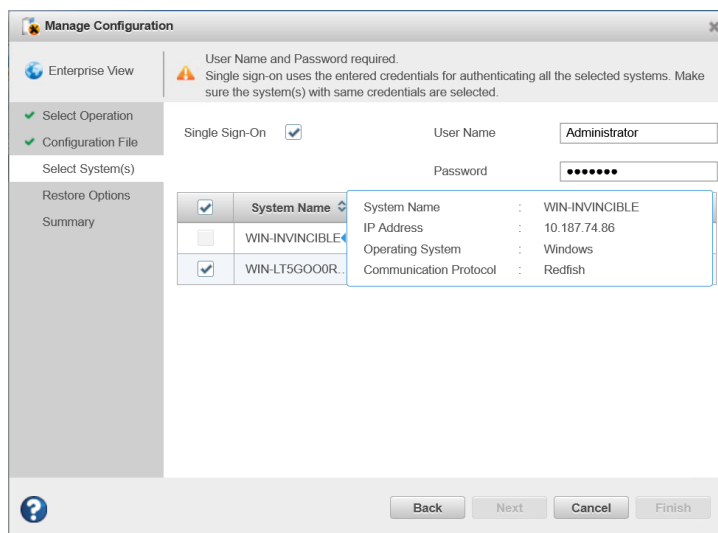 Manage Configuration
Enterprise View
User Name and Password required.
Single sign-on uses the entered credentials for authenticating all the selected systems. Make
sure the system(s) with same credentials are selected.
Select Operation
Configuration File
Select System(s)
Restore Options
Summary
Single Sign-On
User Name
Administrator
Password
•••••••
System Name
WIN-INVINCIBLE
WIN-LT5GOO0R...
System Name : WIN-INVINCIBLE
IP Address : 10.187.74.86
Operating System : Windows
Communication Protocol : Redfish
?
Back
Next
Cancel
Finish